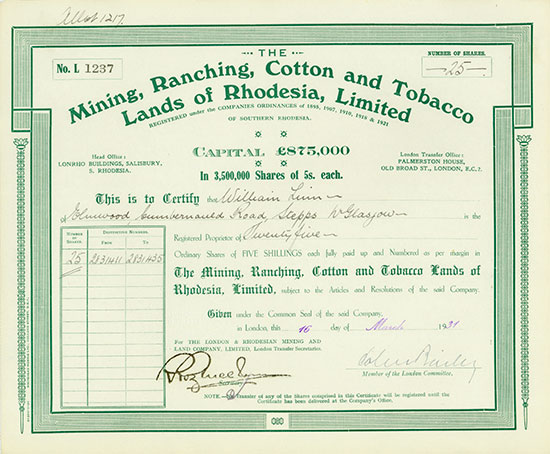 Allot 1217
THE
NUMBER OF SHARES.
No. L 1237
25
Mining, Ranching, Cotton and Tobacco
Lands of Rhodesia, Limited
REGISTERED under the COMPANIES ORDINANCES of 1895, 1907, 1910, 1918 & 1921
OF SOUTHERN RHODESIA.
Head Office :
LONRHO BUILDINGS, SALISBURY,
S. RHODESIA.
CAPITAL £875,000
In 3,500,000 Shares of 5s. each.
London Transfer Office :
PALMERSTON HOUSE,
OLD BROAD ST., LONDON, E.C.2.
This is to Certify that William Linn
of Elmwood Cumbernauld Road Stepps Nr Glasgow is the
Registered Proprietor of Twenty five
Ordinary Shares of FIVE SHILLINGS each fully paid up and Numbered as per margin in
The Mining, Ranching, Cotton and Tobacco Lands of
Rhodesia, Limited, subject to the Articles and Resolutions of the said Company.
NUMBER OF SHARES
DISTINCTIVE NUMBERS.
FROM
TO
25 2831411 2831435
Given under the Common Seal of the said Company,
in London, this 16 day of March 1931
For THE LONDON & RHODESIAN MINING AND
LAND COMPANY, LIMITED, London Transfer Secretaries.
Member of the London Committee.
NOTE.—No Transfer of any of the Shares comprised in this Certificate will be registered until the
Certificate has been delivered at the Company's Office.